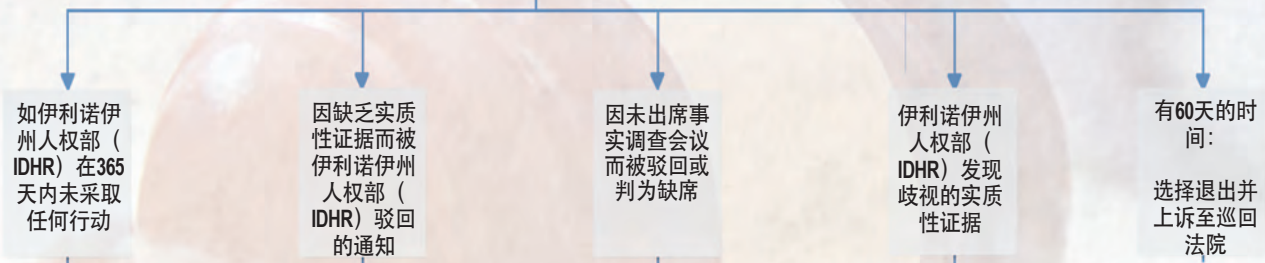 如伊利诺伊
州人权部（
IDHR）在365
天内未采取
任何行动
因缺乏实质
性证据而被
伊利诺伊州
人权部（
IDHR）驳回
的通知
因未出席事
实调查会议
而被驳回或
判为缺席
伊利诺伊州
人权部（
IDHR）发现
歧视的实质
性证据
有60天的时
间：
选择退出并
上诉至巡回
法院